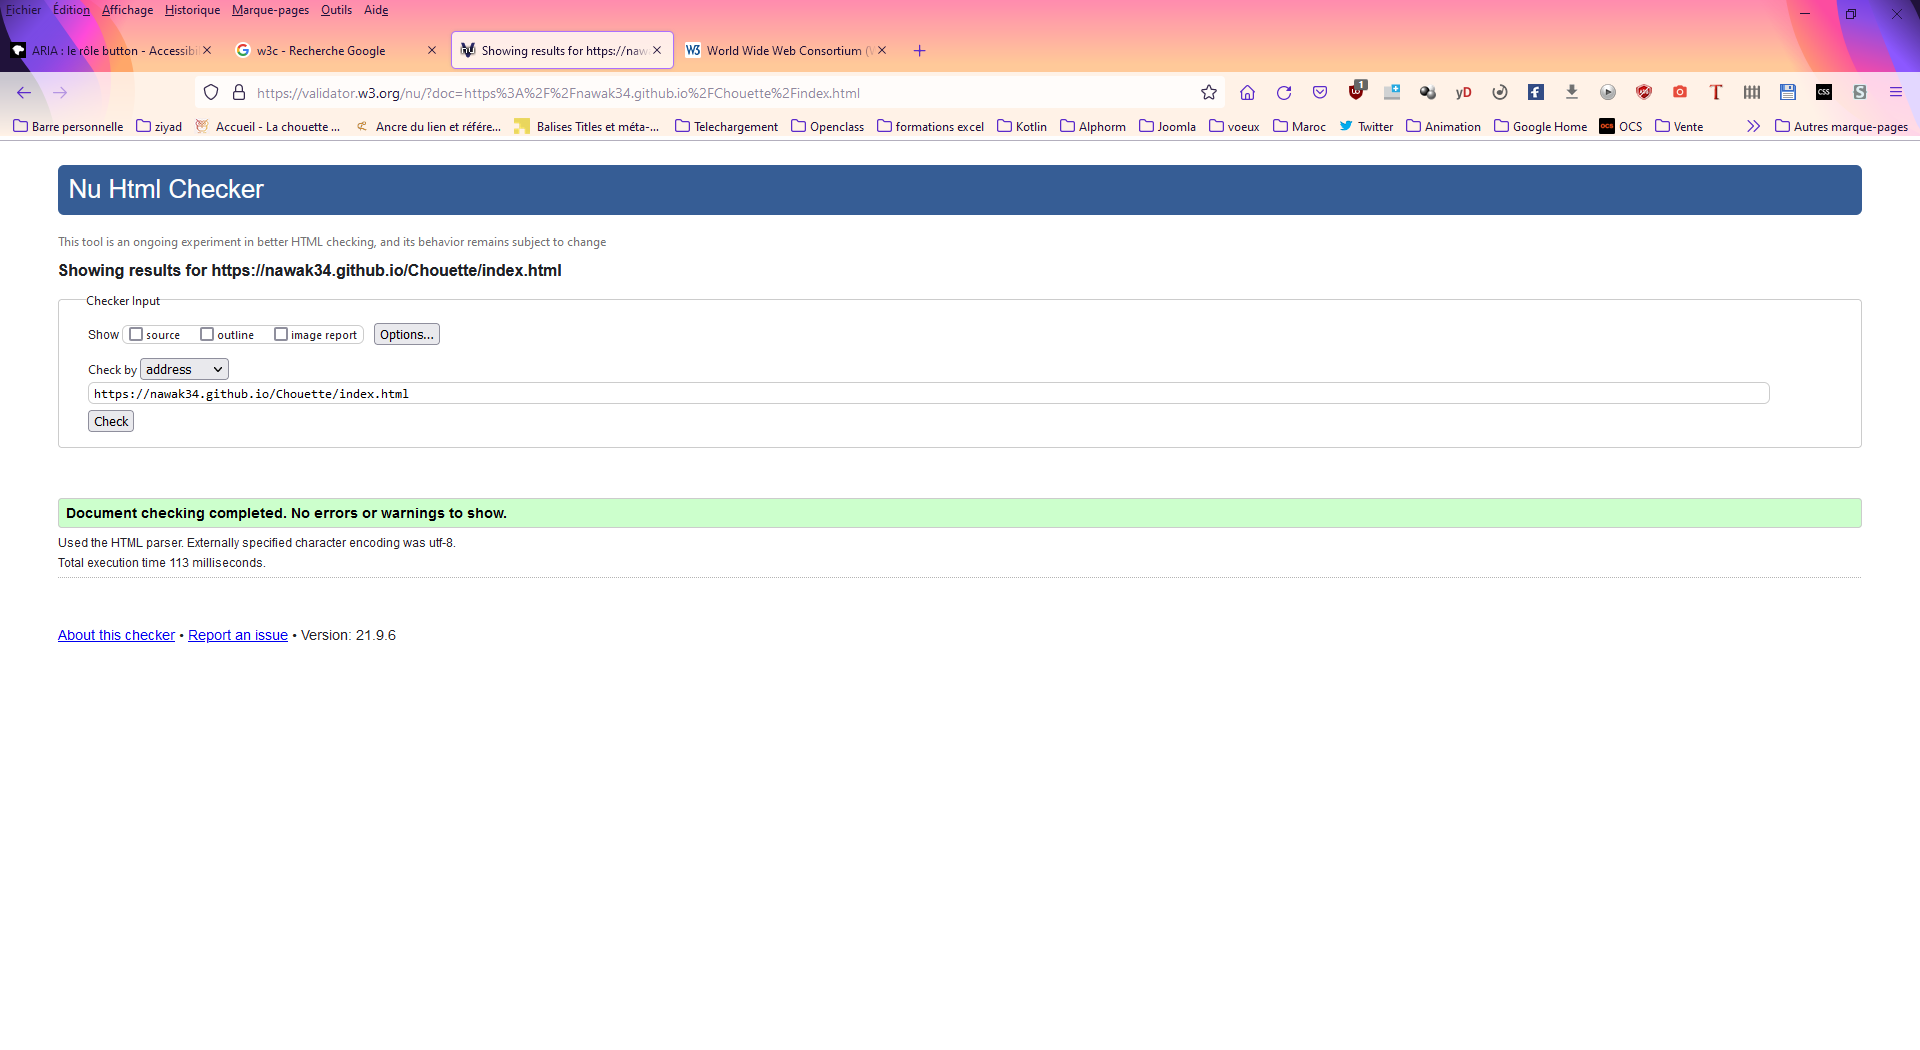 Fichier Édition Affichage Historique Marque-pages Outils Aide
ARIA : le rôle button - Accessibil
w3c - Recherche Google
Showing results for https://naw
World Wide Web Consortium (
https://validator.w3.org/nu/?doc=https%3A%2F%2Fnawak34.github.io%2FChouette%2Findex.html
1
yD
ABP
T
CSS
S
Barre personnelle ziyad Accueil - La chouette ... Ancre du lien et référe... Balises Titles et méta-... Telechargement Openclass formations excel Kotlin Alphorm Joomla voeux Maroc Twitter Animation Google Home OCS Vente Autres marque-pages
Nu Html Checker
This tool is an ongoing experiment in better HTML checking, and its behavior remains subject to change
Showing results for https://nawak34.github.io/Chouette/index.html
Checker Input
Show source outline image report Options...
Check by address
https://nawak34.github.io/Chouette/index.html
Check
Document checking completed. No errors or warnings to show.
Used the HTML parser. Externally specified character encoding was utf-8.
Total execution time 113 milliseconds.
About this checker • Report an issue • Version: 21.9.6